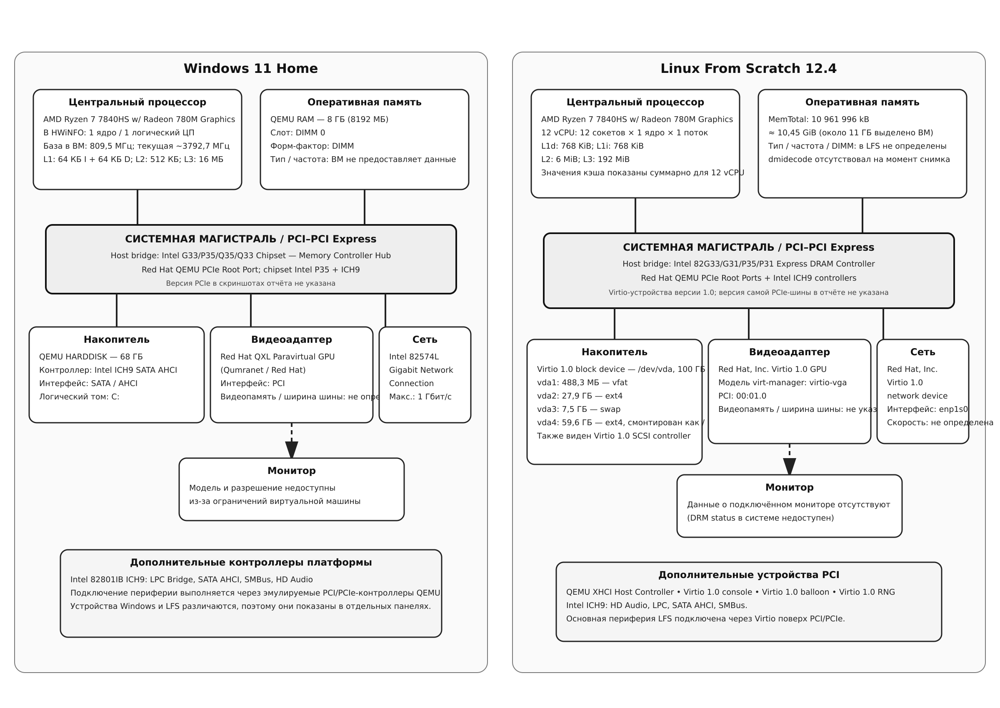 Windows 11 Home
Центральный процессор
AMD Ryzen 7 7840HS w/ Radeon 780M Graphics
В HWiNFO: 1 ядро / 1 логический ЦП
База в ВМ: 809,5 МГц; текущая ~3792,7 МГц
L1: 64 КБ I + 64 КБ D; L2: 512 КБ; L3: 16 МБ
Оперативная память
QEMU RAM — 8 ГБ (8192 МБ)
Слот: DIMM 0
Форм-фактор: DIMM
Тип / частота: ВМ не предоставляет данные
СИСТЕМНАЯ МАГИСТРАЛЬ / PCI–PCI Express
Host bridge: Intel G33/P35/Q35/Q33 Chipset — Memory Controller Hub
Red Hat QEMU PCIe Root Port; chipset Intel P35 + ICH9
Версия PCIe в скриншотах отчёта не указана
Накопитель
QEMU HARDDISK — 68 ГБ
Контроллер: Intel ICH9 SATA AHCI
Интерфейс: SATA / AHCI
Логический том: C:
Видеоадаптер
Red Hat QXL Paravirtual GPU
(Qumranet / Red Hat)
Интерфейс: PCI
Видеопамять / ширина шины: не опре
Сеть
Intel 82574L
Gigabit Network
Connection
Макс.: 1 Гбит/с
Монитор
Модель и разрешение недоступны
из-за ограничений виртуальной машины
Дополнительные контроллеры платформы
Intel 82801IB ICH9: LPC Bridge, SATA AHCI, SMBus, HD Audio
Подключение периферии выполняется через эмулируемые PCI/PCIe-контроллеры QEMU
Устройства Windows и LFS различаются, поэтому они показаны в отдельных панелях.
Linux From Scratch 12.4
Центральный процессор
AMD Ryzen 7 7840HS w/ Radeon 780M Graphics
12 vCPU: 12 сокетов × 1 ядро × 1 поток
L1d: 768 KiB; L1i: 768 KiB
L2: 6 MiB; L3: 192 MiB
Значения кэша показаны суммарно для 12 vCPU
Оперативная память
MemTotal: 10 961 996 kB
≈ 10,45 GiB (около 11 ГБ выделено ВМ)
Тип / частота / DIMM: в LFS не определены
dmidecode отсутствовал на момент снимка
СИСТЕМНАЯ МАГИСТРАЛЬ / PCI–PCI Express
Host bridge: Intel 82G33/G31/P35/P31 Express DRAM Controller
Red Hat QEMU PCIe Root Ports + Intel ICH9 controllers
Virtio-устройства версии 1.0; версия самой PCIe-шины в отчёте не указана
Накопитель
Virtio 1.0 block device — /dev/vda, 100 ГБ
vda1: 488,3 МБ — vfat
vda2: 27,9 ГБ — ext4
vda3: 7,5 ГБ — swap
vda4: 59,6 ГБ — ext4, смонтирован как /
Также виден Virtio 1.0 SCSI controller
Видеоадаптер
Red Hat, Inc. Virtio 1.0 GPU
Модель virt-manager: virtio-vga
PCI: 00:01.0
Видеопамять / ширина шины: не указ
Сеть
Red Hat, Inc.
Virtio 1.0
network device
Интерфейс: enp1s0
Скорость: не определена
Монитор
Данные о подключённом мониторе отсутствуют
(DRM status в системе недоступен)
Дополнительные устройства PCI
QEMU XHCI Host Controller • Virtio 1.0 console • Virtio 1.0 balloon • Virtio 1.0 RNG
Intel ICH9: HD Audio, LPC, SATA AHCI, SMBus.
Основная периферия LFS подключена через Virtio поверх PCI/PCIe.